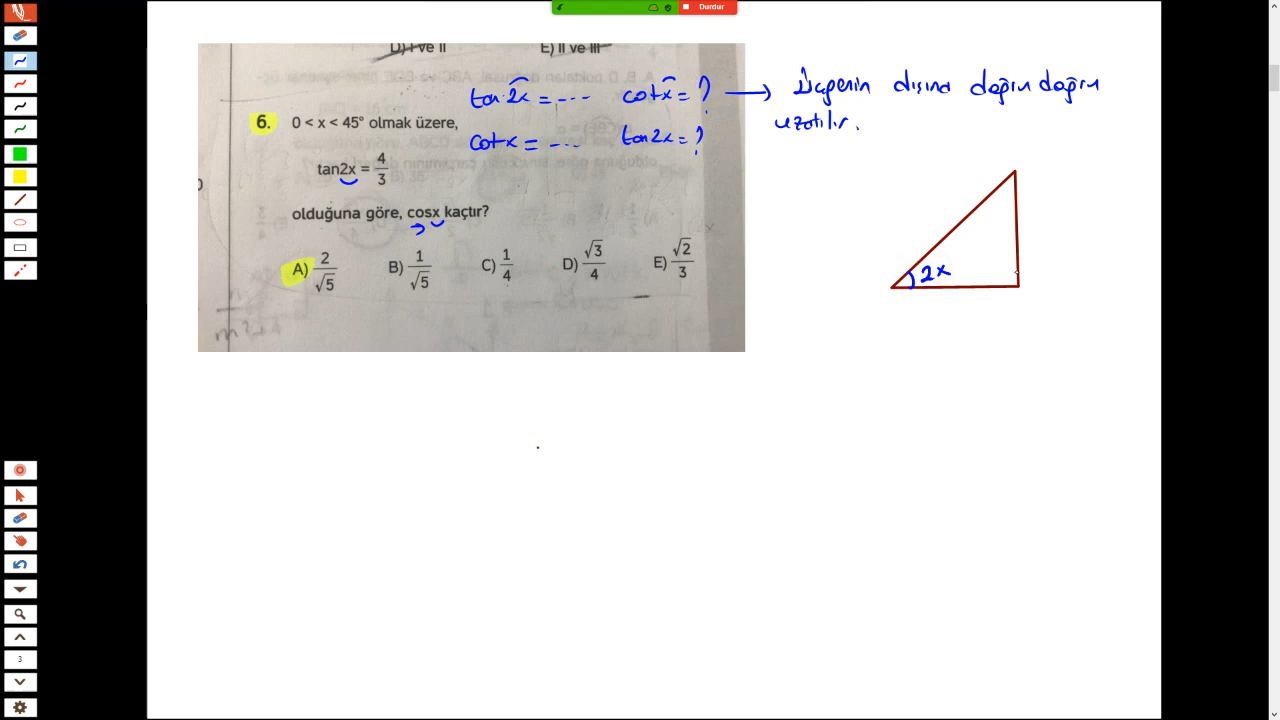 Durdur
D) I ve II E) II ve III
tan 2x = .... cotx = ? → Üçgenin dışına doğru doğru
uzatılır.
6. 0 < x < 45° olmak üzere,
cotx = .... tan2x = ?
tan2x = 4/3
olduğuna göre, cosx kaçtır?
A) 2/√5 B) 1/√5 C) 1/4 D) √3/4 E) √2/3
2x
3